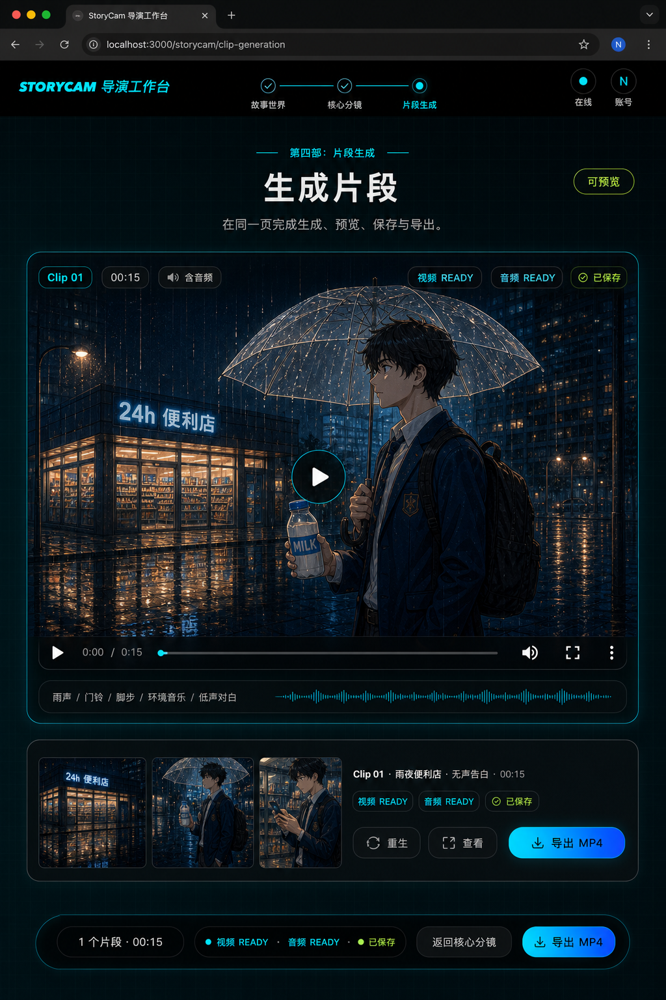 StoryCam 导演工作台
localhost:3000/storycam/clip-generation
N
STORYCAM 导演工作台
故事世界
核心分镜
片段生成
在线
N
账号
第四部：片段生成
生成片段
可预览
在同一页完成生成、预览、保存与导出。
Clip 01
00:15
含音频
视频 READY
音频 READY
已保存
24h 便利店
MILK
0:00 / 0:15
雨声 / 门铃 / 脚步 / 环境音乐 / 低声对白
24h 便利店
Clip 01 · 雨夜便利店 · 无声告白 · 00:15
视频 READY
音频 READY
已保存
重生
查看
导出 MP4
1 个片段 · 00:15
视频 READY · 音频 READY · 已保存
返回核心分镜
导出 MP4